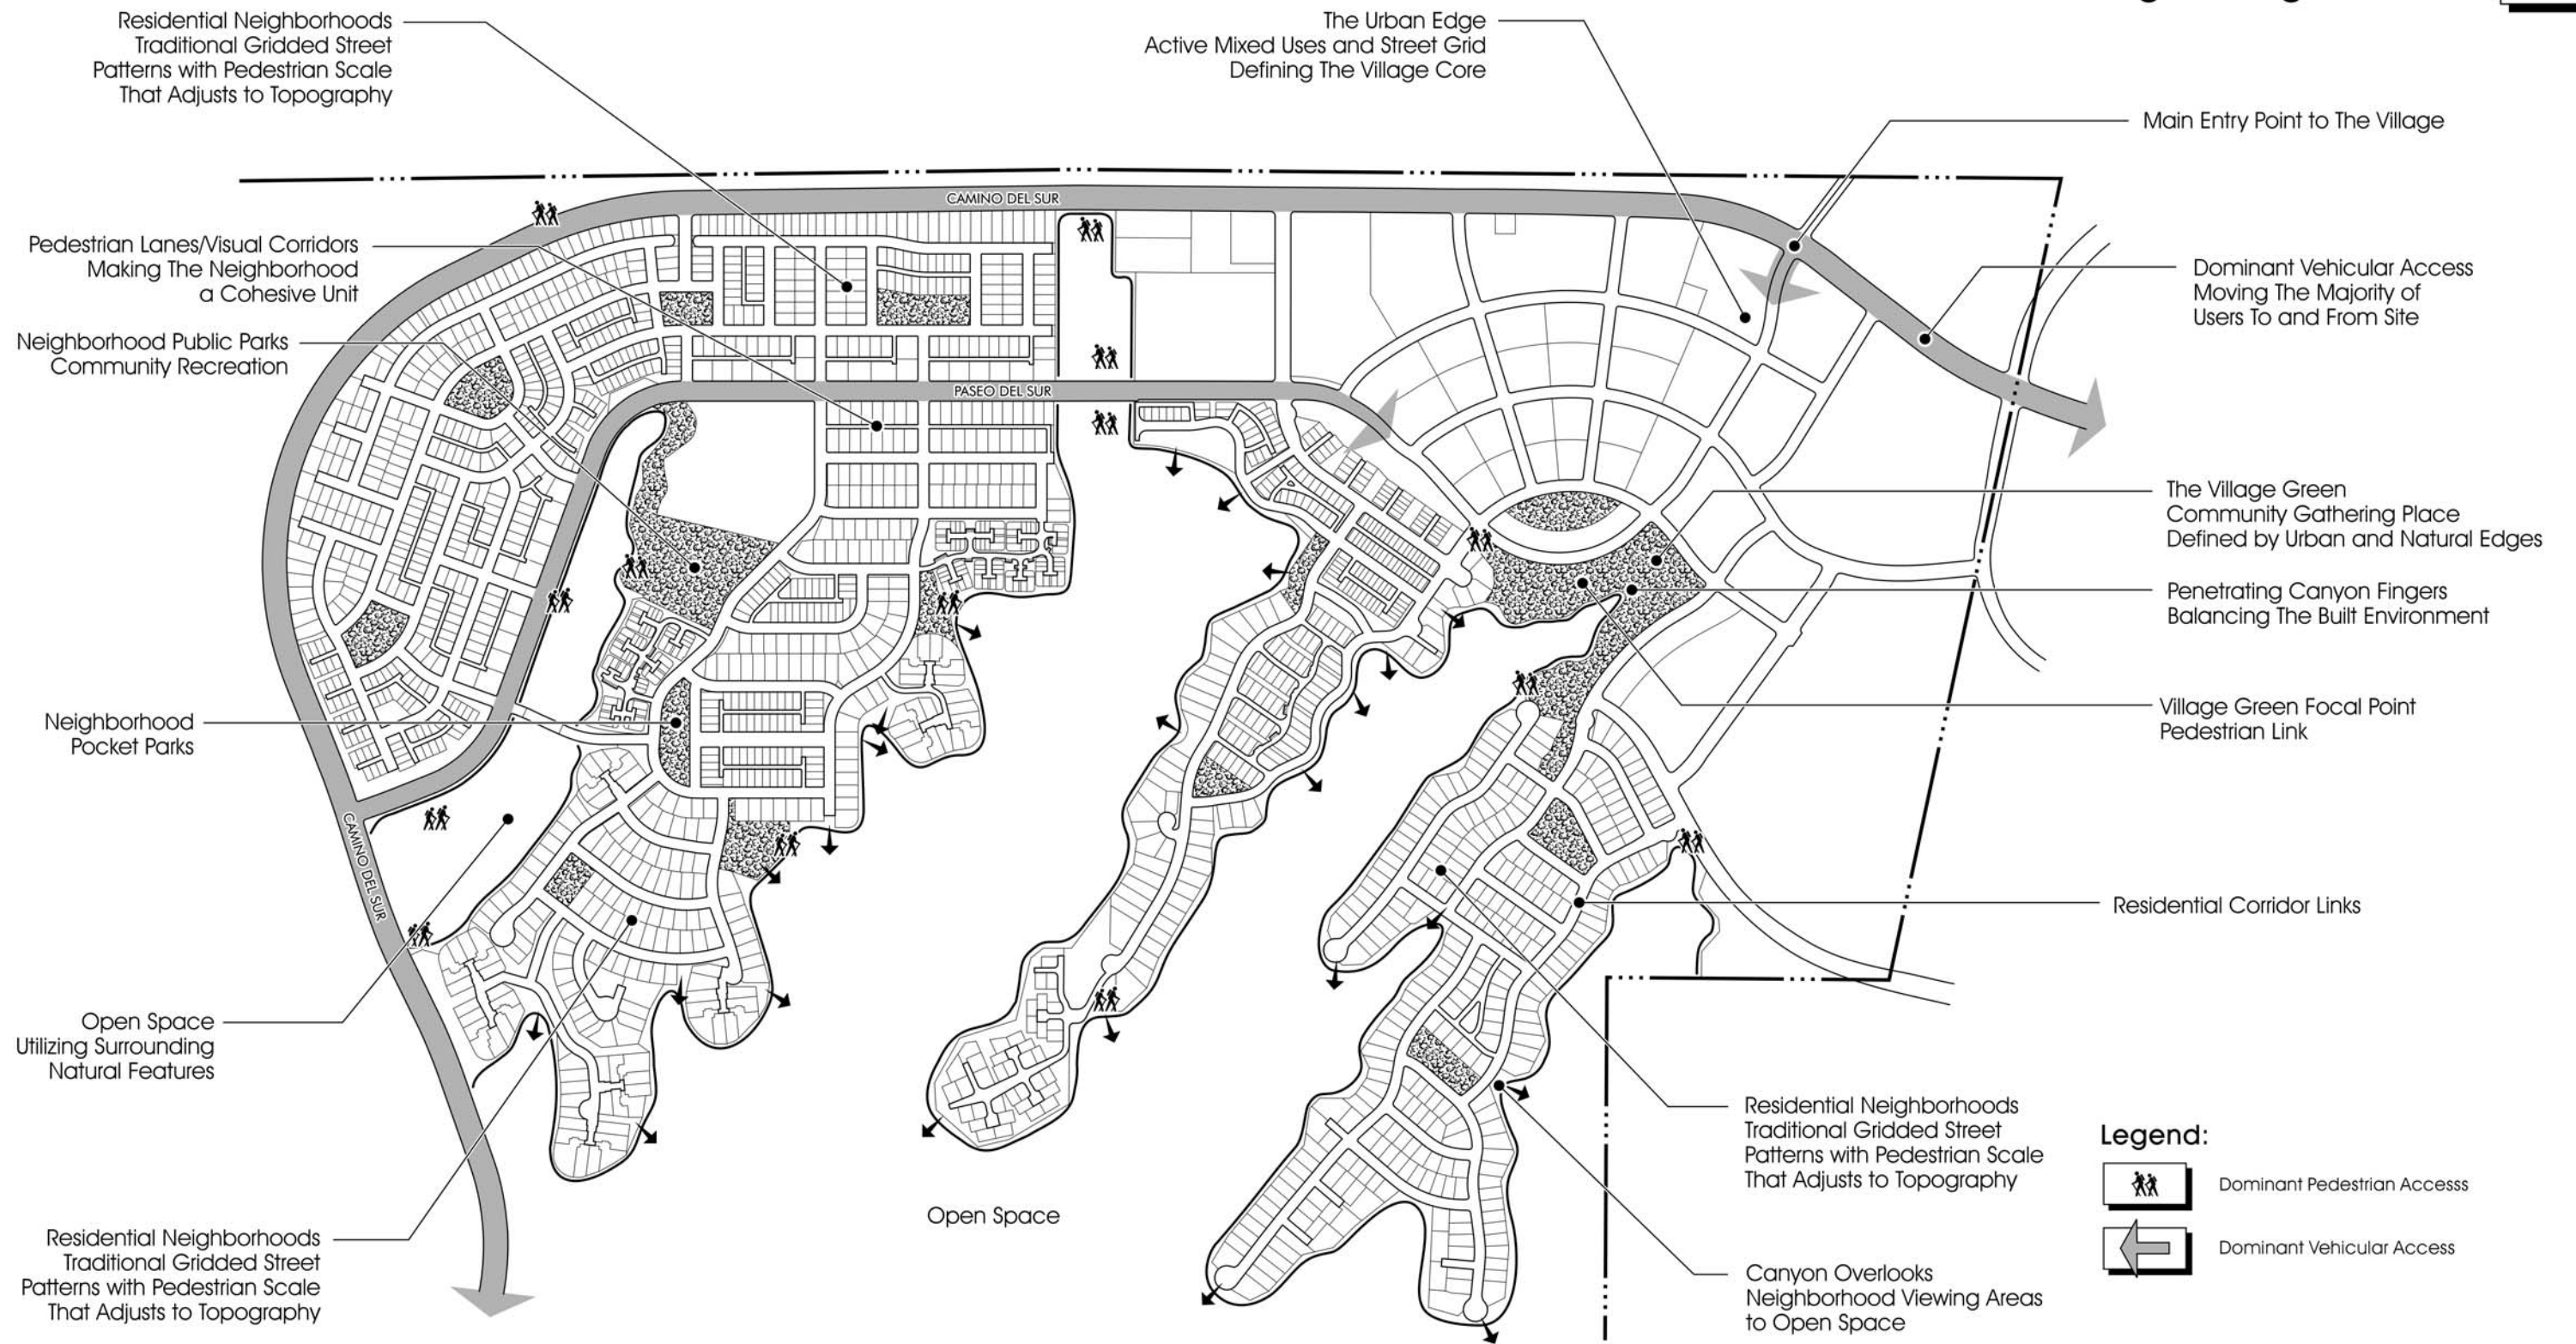 Residential Neighborhoods
Traditional Gridded Street
Patterns with Pedestrian Scale
That Adjusts to Topography
The Urban Edge
Active Mixed Uses and Street Grid
Defining The Village Core
Main Entry Point to The Village
CAMINO DEL SUR
Pedestrian Lanes/Visual Corridors
Making The Neighborhood
a Cohesive Unit
Dominant Vehicular Access
Moving The Majority of
Users To and From Site
Neighborhood Public Parks
Community Recreation
PASEO DEL SUR
The Village Green
Community Gathering Place
Defined by Urban and Natural Edges
Penetrating Canyon Fingers
Balancing The Built Environment
Neighborhood
Pocket Parks
Village Green Focal Point
Pedestrian Link
CAMINO DEL SUR
Residential Corridor Links
Open Space
Utilizing Surrounding
Natural Features
Residential Neighborhoods
Traditional Gridded Street
Patterns with Pedestrian Scale
That Adjusts to Topography
Open Space
Residential Neighborhoods
Traditional Gridded Street
Patterns with Pedestrian Scale
That Adjusts to Topography
Canyon Overlooks
Neighborhood Viewing Areas
to Open Space
Legend:
Dominant Pedestrian Accesss
Dominant Vehicular Access